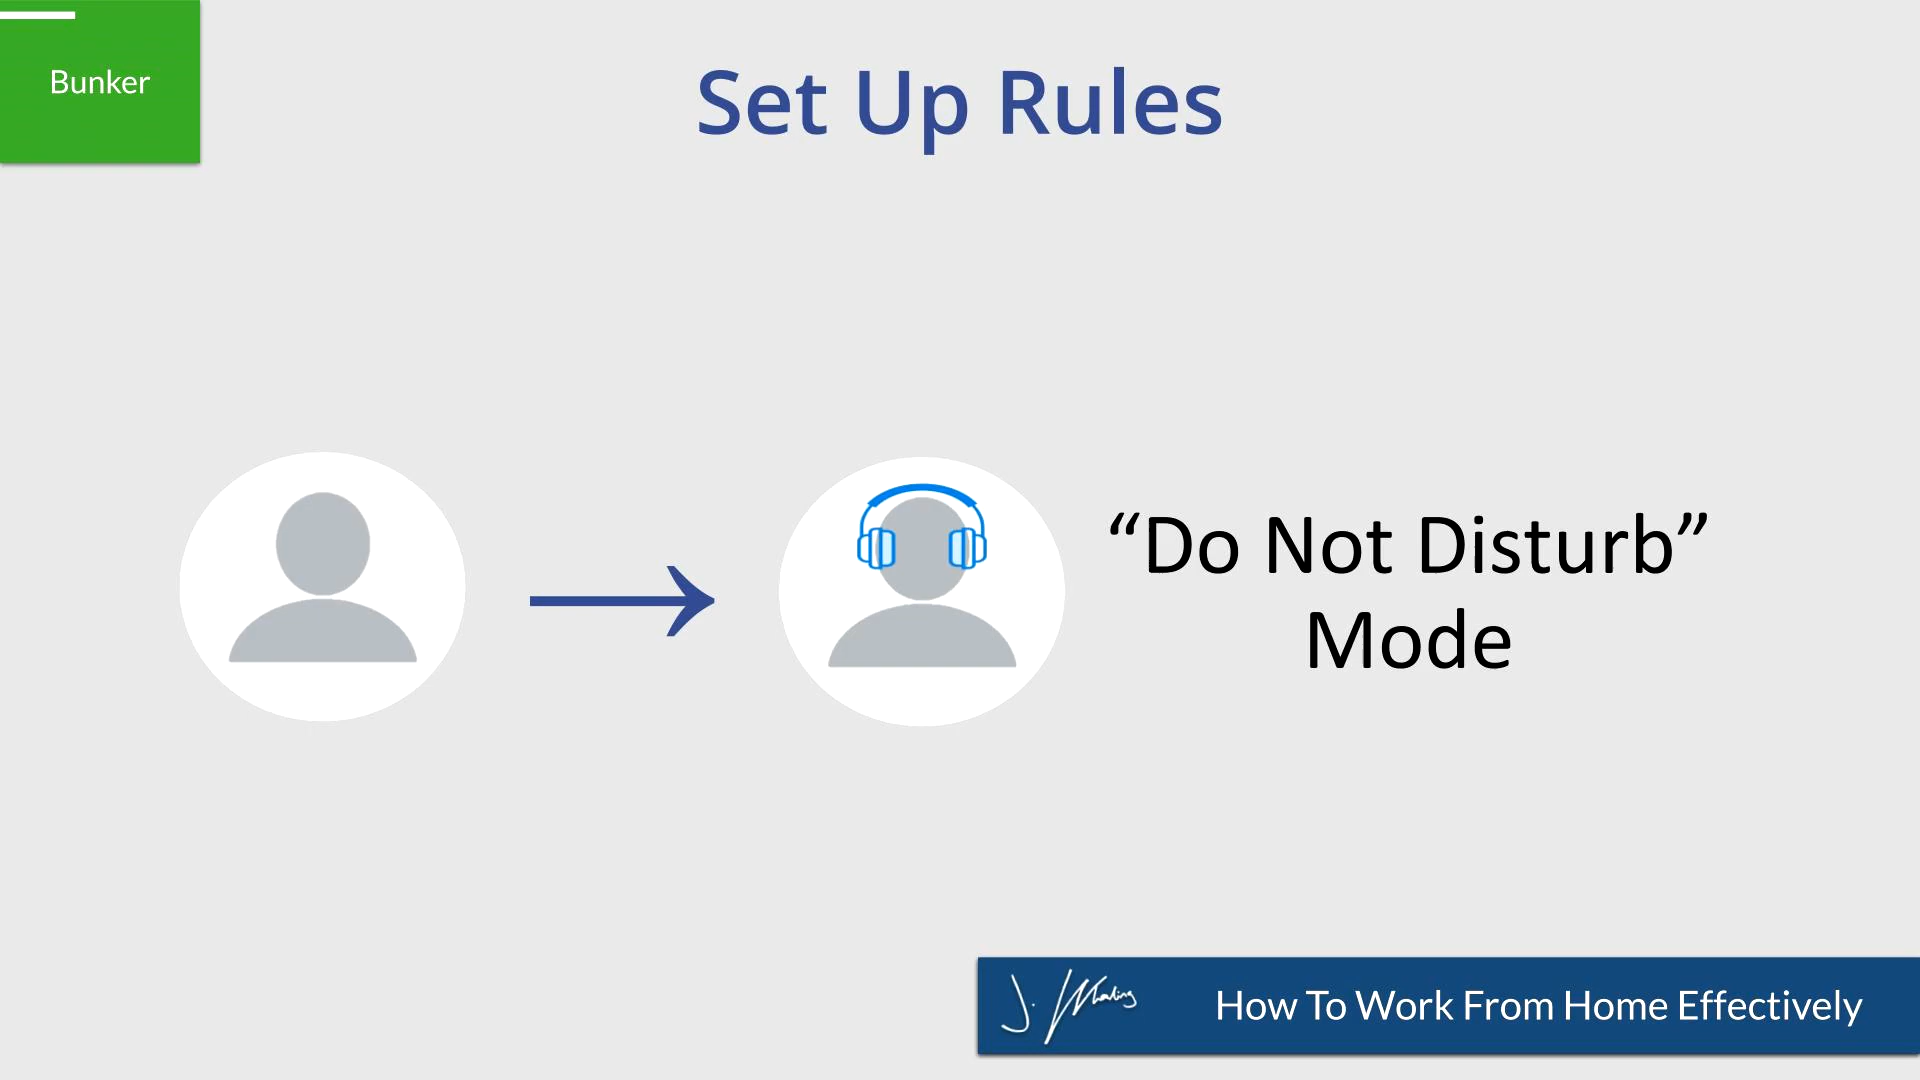 Bunker
Set Up Rules
“Do Not Disturb”
Mode
How To Work From Home Effectively